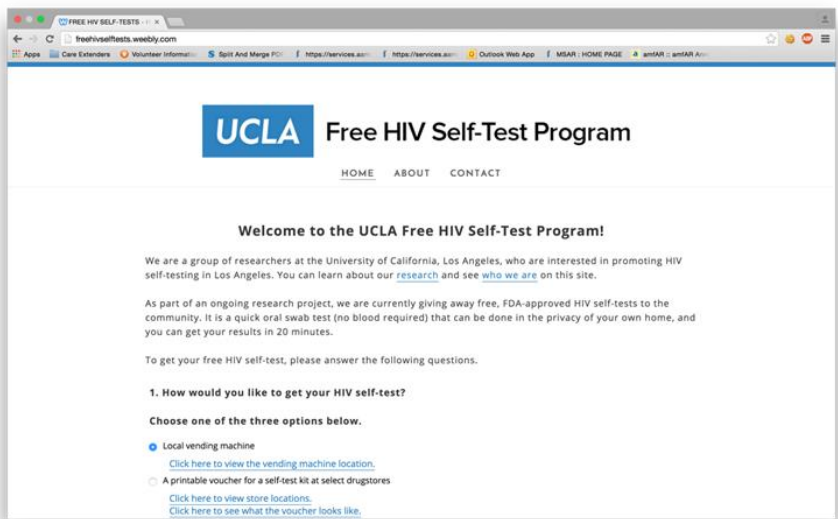 FREE HIV SELF-TESTS -
freehivselftests.weebly.com
Apps Care Extenders Volunteer Informatio Split And Merge PDF https://services.aam https://services.aam Outlook Web App MSAR : HOME PAGE amfAR :: amfAR
UCLA Free HIV Self-Test Program
HOME ABOUT CONTACT
Welcome to the UCLA Free HIV Self-Test Program!
We are a group of researchers at the University of California, Los Angeles, who are interested in promoting HIV
self-testing in Los Angeles. You can learn about our research and see who we are on this site.
As part of an ongoing research project, we are currently giving away free, FDA-approved HIV self-tests to the
community. It is a quick oral swab test (no blood required) that can be done in the privacy of your own home, and
you can get your results in 20 minutes.
To get your free HIV self-test, please answer the following questions.
1. How would you like to get your HIV self-test?
Choose one of the three options below.
Local vending machine
Click here to view the vending machine location.
A printable voucher for a self-test kit at select drugstores
Click here to view store locations.
Click here to see what the voucher looks like.